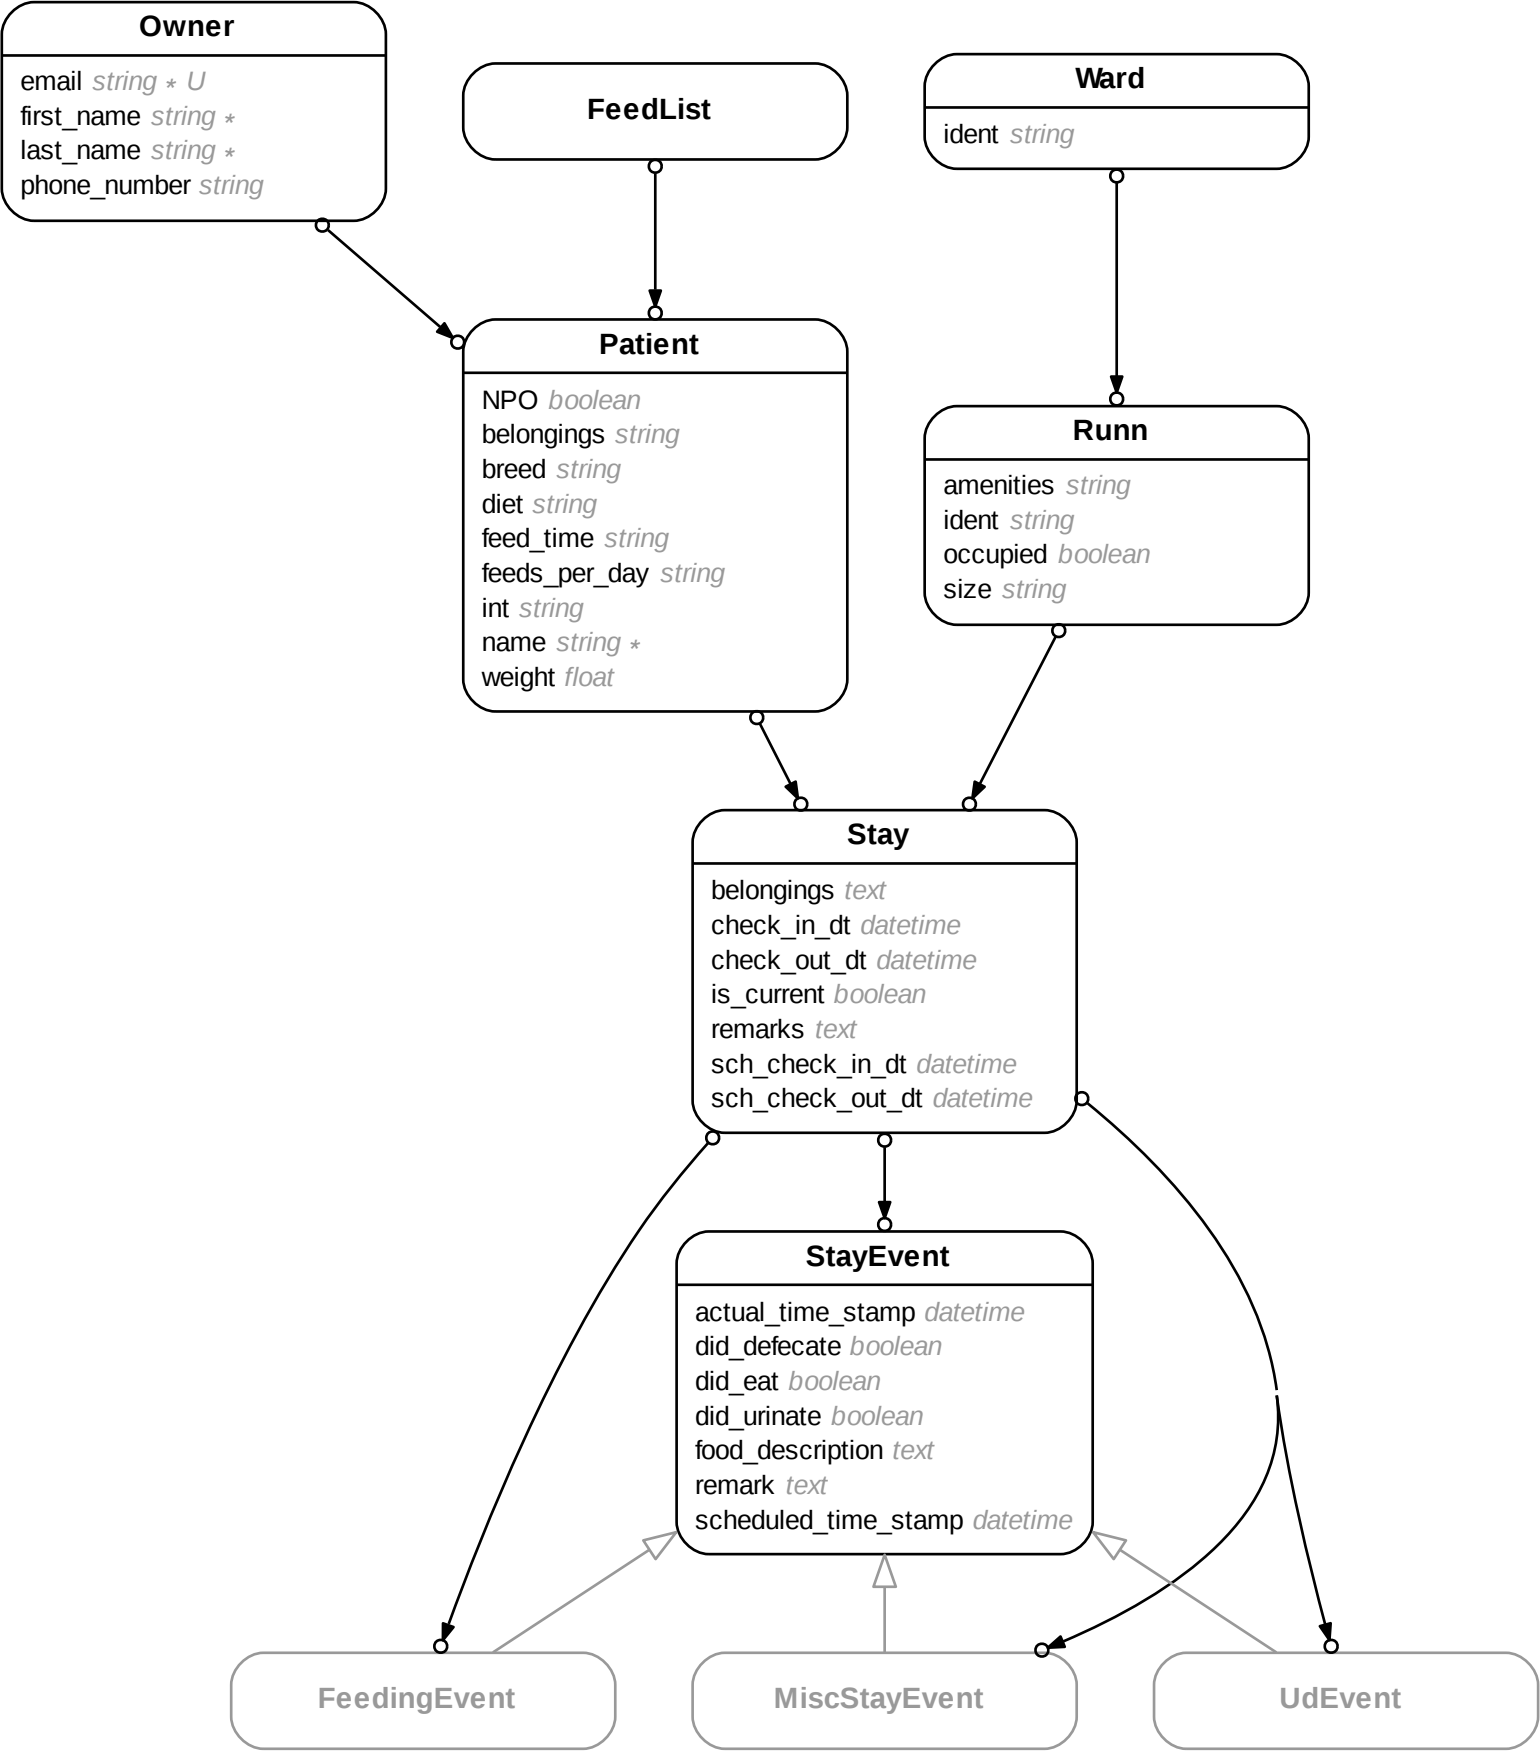 Owner
email string * U
first_name string *
last_name string *
phone_number string
FeedList
Ward
ident string
Patient
NPO boolean
belongings string
breed string
diet string
feed_time string
feeds_per_day string
int string
name string *
weight float
Runn
amenities string
ident string
occupied boolean
size string
Stay
belongings text
check_in_dt datetime
check_out_dt datetime
is_current boolean
remarks text
sch_check_in_dt datetime
sch_check_out_dt datetime
StayEvent
actual_time_stamp datetime
did_defecate boolean
did_eat boolean
did_urinate boolean
food_description text
remark text
scheduled_time_stamp datetime
FeedingEvent
MiscStayEvent
UdEvent